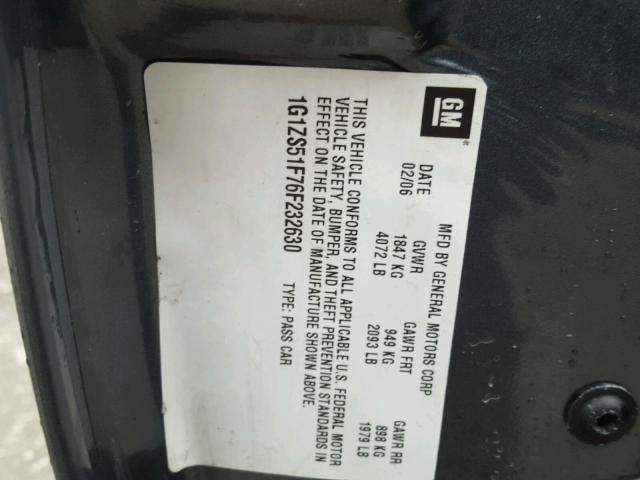 GM
MFD BY GENERAL MOTORS CORP
DATE GVWR GAWR FRT GAWR RR
02/06 1847 KG 949 KG 898 KG
4072 LB 2093 LB 1979 LB
THIS VEHICLE CONFORMS TO ALL APPLICABLE U.S. FEDERAL MOTOR
VEHICLE SAFETY, BUMPER, AND THEFT PREVENTION STANDARDS IN
EFFECT ON THE DATE OF MANUFACTURE SHOWN ABOVE.
1G1ZS51F76F232630 TYPE: PASS CAR